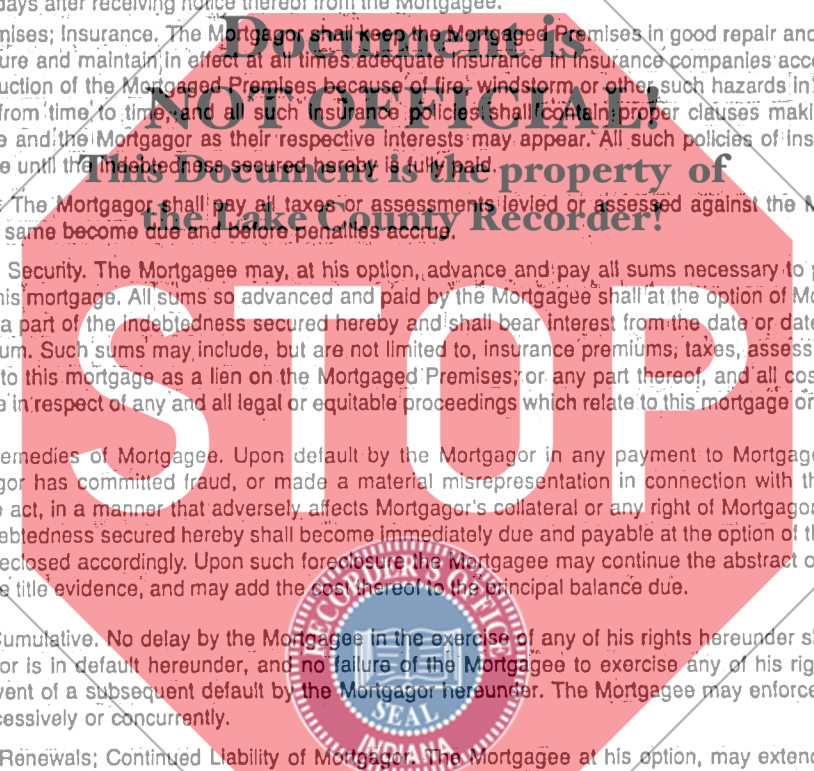 days after receiving notice thereof from the Mortgagee.
mises; Insurance. The Mortgagor shall keep the Mortgaged Premises in good repair and
ure and maintain in effect at all times adequate insurance in insurance companies acc
uction of the Mortgaged Premises because of fire, windstorm or other such hazards in
from time to time, and all such insurance policies shall contain proper clauses maki
e and the Mortgagor as their respective interests may appear. All such policies of ins
e until the indebtedness secured hereby is fully paid.
The Mortgagor shall pay all taxes or assessments levied or assessed against the M
same become due and before penalties accrue.
Security. The Mortgagee may, at his option, advance and pay all sums necessary to p
his mortgage. All sums so advanced and paid by the Mortgagee shall at the option of Mo
a part of the indebtedness secured hereby and shall bear interest from the date or date
um. Such sums may include, but are not limited to, insurance premiums, taxes, assess
to this mortgage as a lien on the Mortgaged Premises, or any part thereof, and all cos
e in respect of any and all legal or equitable proceedings which relate to this mortgage or
emedies of Mortgagee. Upon default by the Mortgagor in any payment to Mortgag
gor has committed fraud, or made a material misrepresentation in connection with th
o act, in a manner that adversely affects Mortgagor's collateral or any right of Mortgagor
ebtedness secured hereby shall become immediately due and payable at the option of th
eclosed accordingly. Upon such foreclosure the Mortgagee may continue the abstract o
e title evidence, and may add the cost thereof to the principal balance due.
Cumulative. No delay by the Mortgagee in the exercise of any of his rights hereunder s
or is in default hereunder, and no failure of the Mortgagee to exercise any of his rig
vent of a subsequent default by the Mortgagor hereunder. The Mortgagee may enforce
cessively or concurrently.
Renewals; Continued Liability of Mortgagor. The Mortgagee at his option, may extend
Document is
NOT OFFICIAL!
This Document is the property of
the Lake County Recorder!
STOP
RECORDER'S OFFICE
SEAL
INDIANA